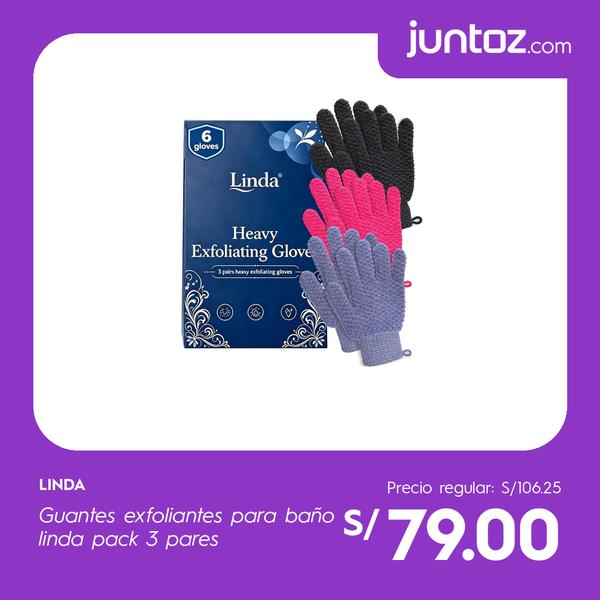 juntoz.com
6
gloves
Linda®
Heavy
Exfoliating Glove
3 pairs heavy exfoliating gloves
LINDA
Precio regular: S/106.25
Guantes exfoliantes para baño
linda pack 3 pares
S/79.00